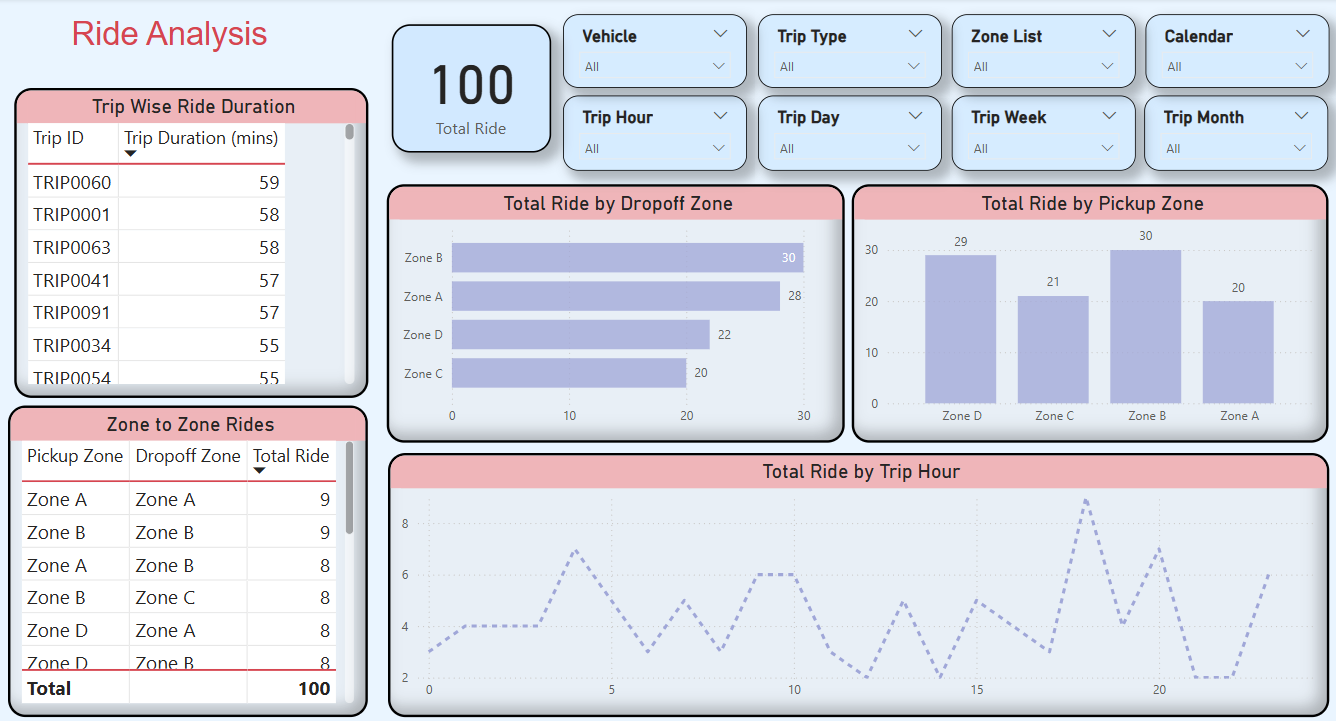 Ride Analysis
100
Total Ride
Vehicle
All
Trip Type
All
Zone List
All
Calendar
All
Trip Hour
All
Trip Day
All
Trip Week
All
Trip Month
All
Trip Wise Ride Duration
Trip ID Trip Duration (mins)
TRIP0060 59
TRIP0001 58
TRIP0063 58
TRIP0041 57
TRIP0091 57
TRIP0034 55
TRIP0054 55
Zone to Zone Rides
Pickup Zone Dropoff Zone Total Ride
Zone A Zone A 9
Zone B Zone B 9
Zone A Zone B 8
Zone B Zone C 8
Zone D Zone A 8
Zone D Zone B 8
Total 100
Total Ride by Dropoff Zone
Zone B 30
Zone A 28
Zone D 22
Zone C 20
0 10 20 30
Total Ride by Pickup Zone
30
20
10
0
29 21 30 20
Zone D Zone C Zone B Zone A
Total Ride by Trip Hour
8
6
4
2
0 5 10 15 20